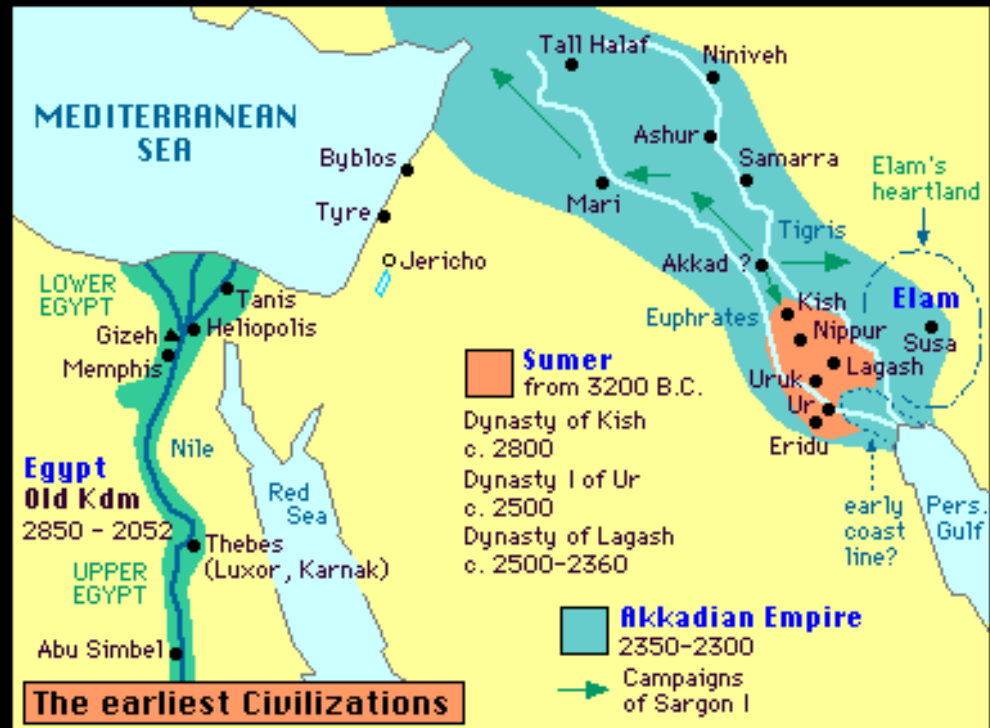 Tall Halaf
Niniveh
MEDITERRANEAN
SEA
Ashur
Byblos
Samarra
Elam's
heartland
Mari
Tyre
Tigris
Jericho
Akkad ?
LOWER
EGYPT
Tanis
Elam
Kish
Gizeh
Heliopolis
Euphrates
Nippur
Susa
Memphis
Sumer
from 3200 B.C.
Lagash
Uruk
Ur
Eridu
Dynasty of Kish
c. 2800
Nile
Egypt
Old Kdm
2850 - 2052
Dynasty I of Ur
c. 2500
Red
Sea
early
coast
line?
Pers.
Gulf
Dynasty of Lagash
c. 2500-2360
Thebes
(Luxor, Karnak)
UPPER
EGYPT
Akkadian Empire
2350-2300
Abu Simbel
Campaigns
of Sargon I
The earliest Civilizations